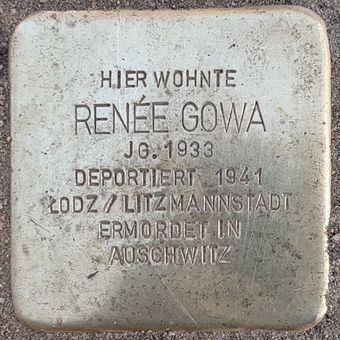 HIER WOHNTE
RENÉE GOWA
JG. 1933
DEPORTIERT 1941
ŁODZ / LITZMANNSTADT
ERMORDET IN
AUSCHWITZ